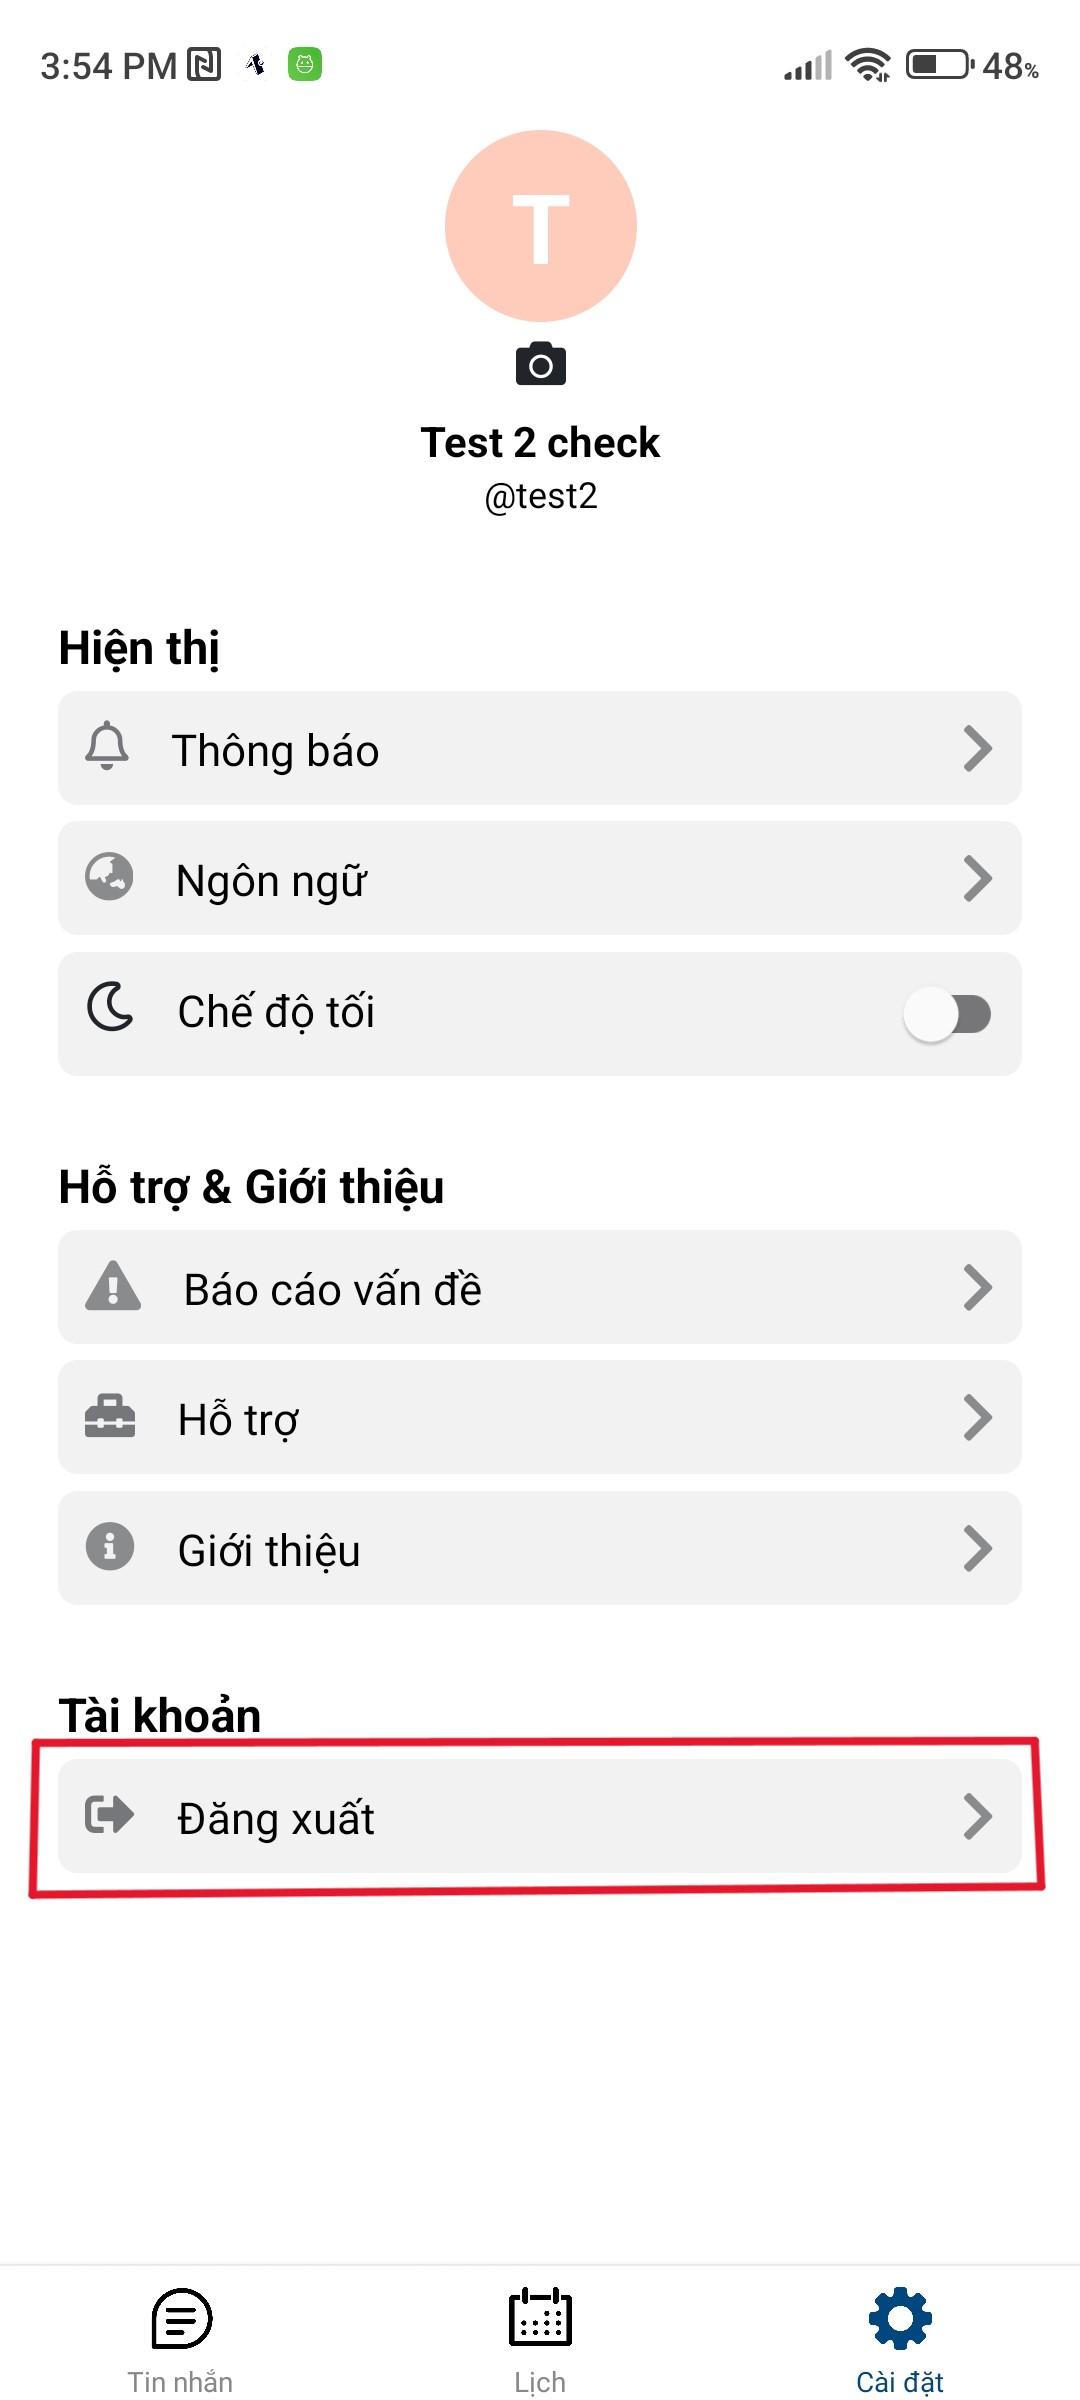 3:54 PM
48%
T
Test 2 check
@test2
Hiện thị
Thông báo
Ngôn ngữ
Chế độ tối
Hỗ trợ & Giới thiệu
Báo cáo vấn đề
Hỗ trợ
Giới thiệu
Tài khoản
Đăng xuất
Tin nhắn
Lịch
Cài đặt